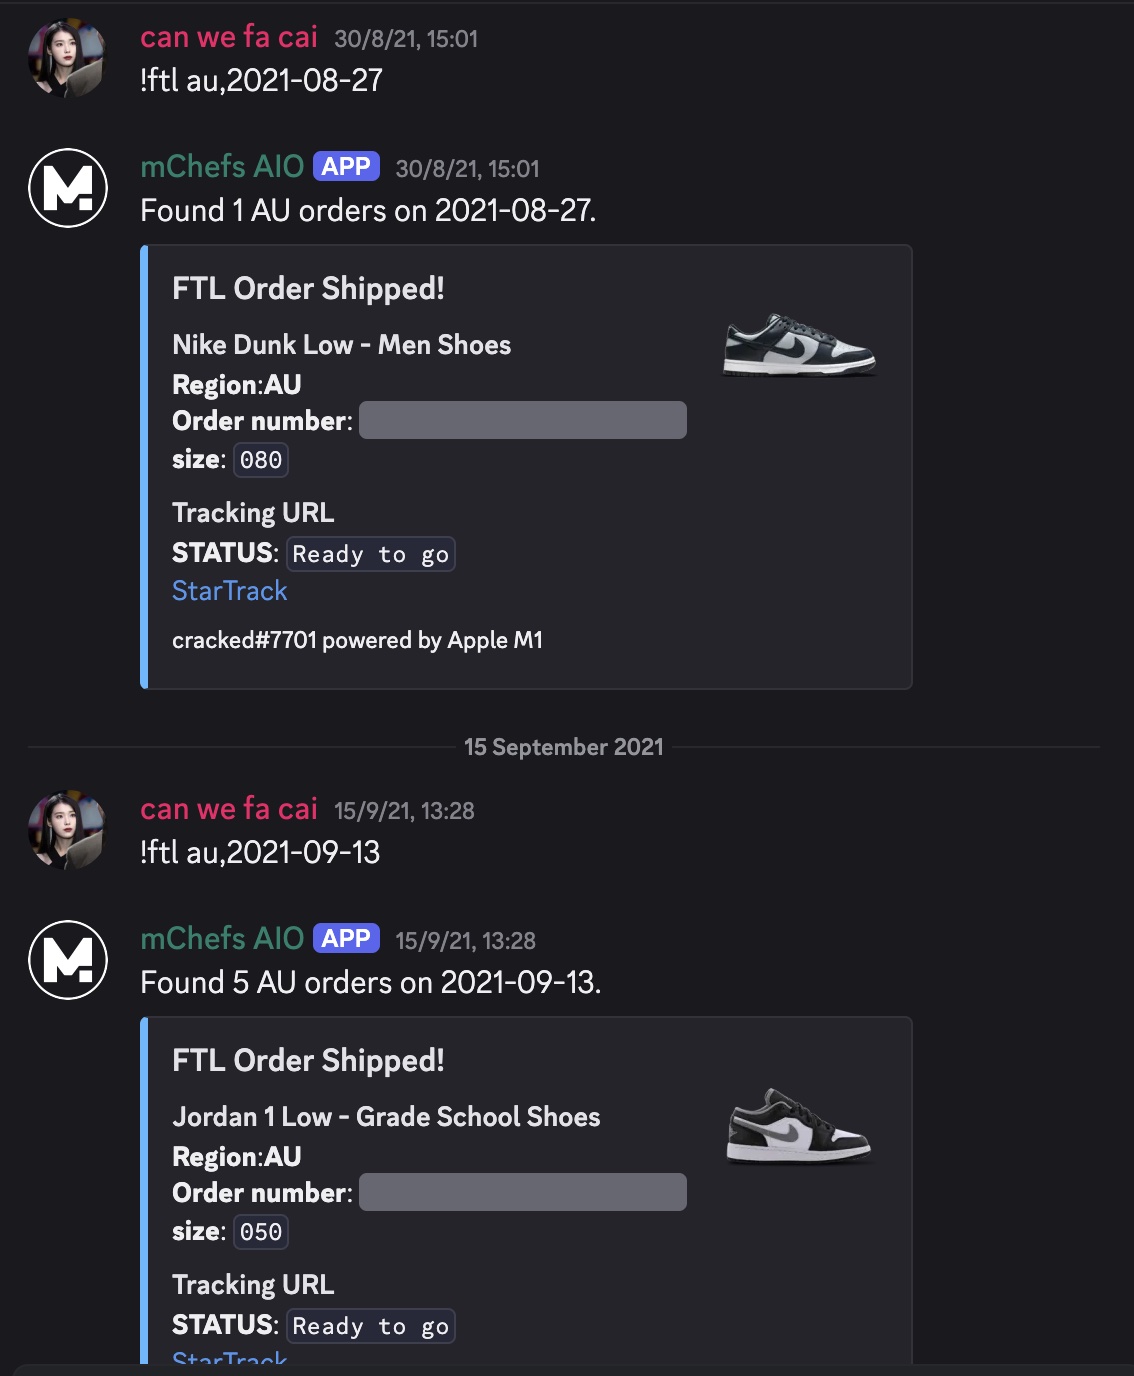 can we fa cai 30/8/21, 15:01
!ftl au,2021-08-27
M.
mChefs AIO APP 30/8/21, 15:01
Found 1 AU orders on 2021-08-27.
FTL Order Shipped!
Nike Dunk Low - Men Shoes
Region:AU
Order number:
size: 080
Tracking URL
STATUS: Ready to go
StarTrack
cracked#7701 powered by Apple M1
15 September 2021
can we fa cai 15/9/21, 13:28
!ftl au,2021-09-13
M.
mChefs AIO APP 15/9/21, 13:28
Found 5 AU orders on 2021-09-13.
FTL Order Shipped!
Jordan 1 Low - Grade School Shoes
Region:AU
Order number:
size: 050
Tracking URL
STATUS: Ready to go
StarTrack